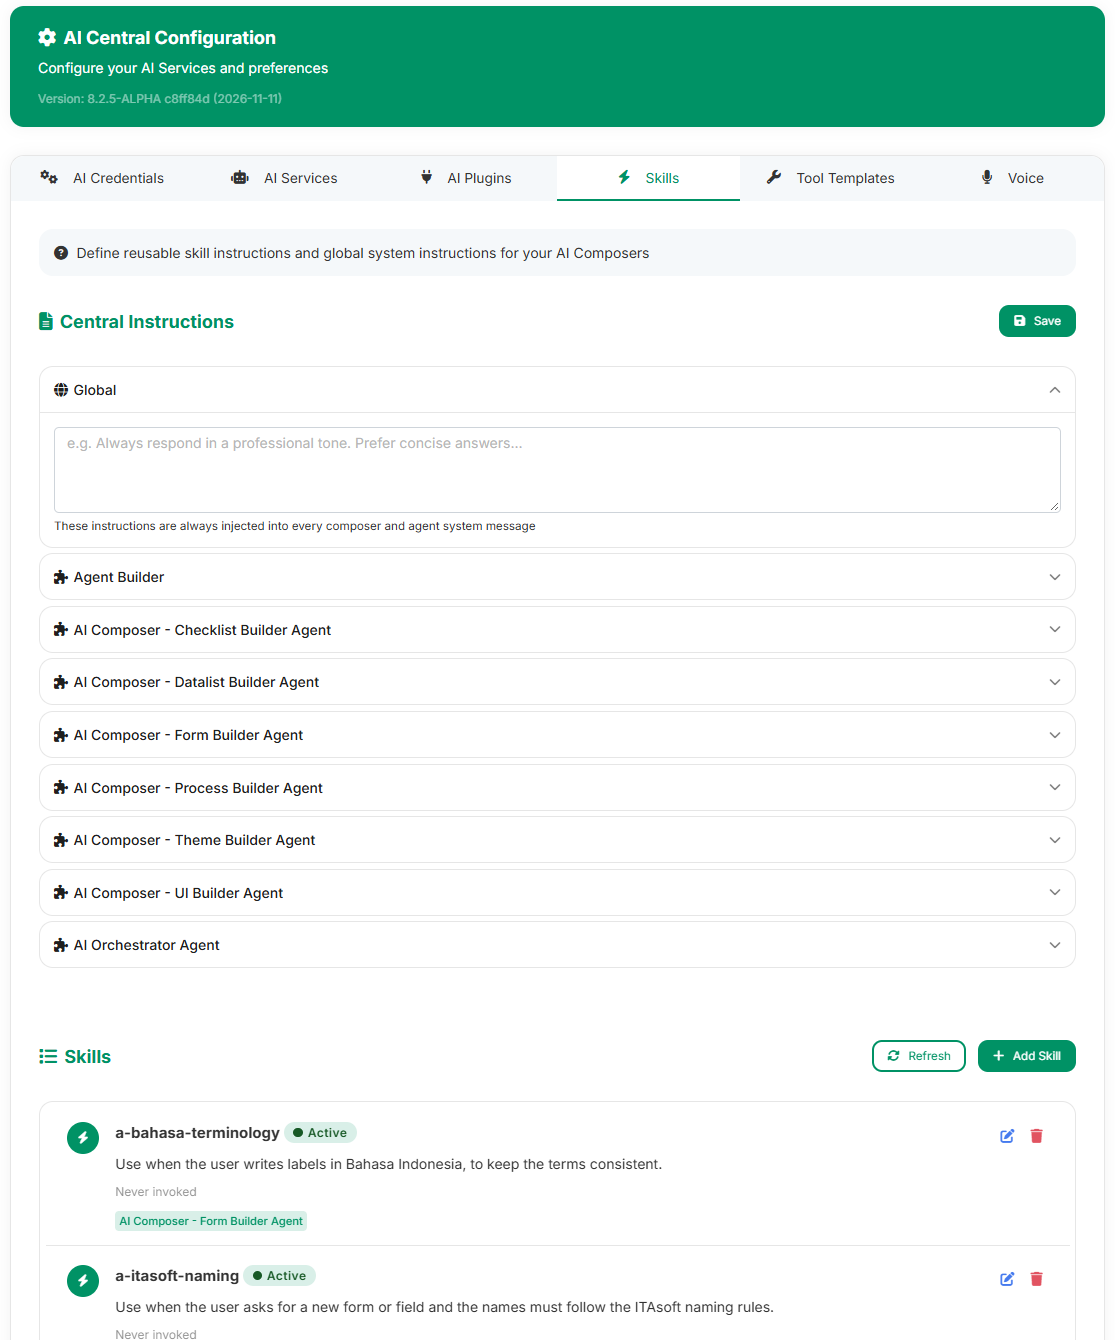 AI Central Configuration
Configure your AI Services and preferences
Version: 8.2.5-ALPHA c8ff84d (2026-11-11)
AI Credentials
AI Services
AI Plugins
Skills
Tool Templates
Voice
Define reusable skill instructions and global system instructions for your AI Composers
Central Instructions
Save
Global
e.g. Always respond in a professional tone. Prefer concise answers...
These instructions are always injected into every composer and agent system message
Agent Builder
AI Composer - Checklist Builder Agent
AI Composer - Datalist Builder Agent
AI Composer - Form Builder Agent
AI Composer - Process Builder Agent
AI Composer - Theme Builder Agent
AI Composer - UI Builder Agent
AI Orchestrator Agent
Skills
Refresh
Add Skill
a-bahasa-terminology
Active
Use when the user writes labels in Bahasa Indonesia, to keep the terms consistent.
Never invoked
AI Composer - Form Builder Agent
a-itasoft-naming
Active
Use when the user asks for a new form or field and the names must follow the ITAsoft naming rules.
Never invoked